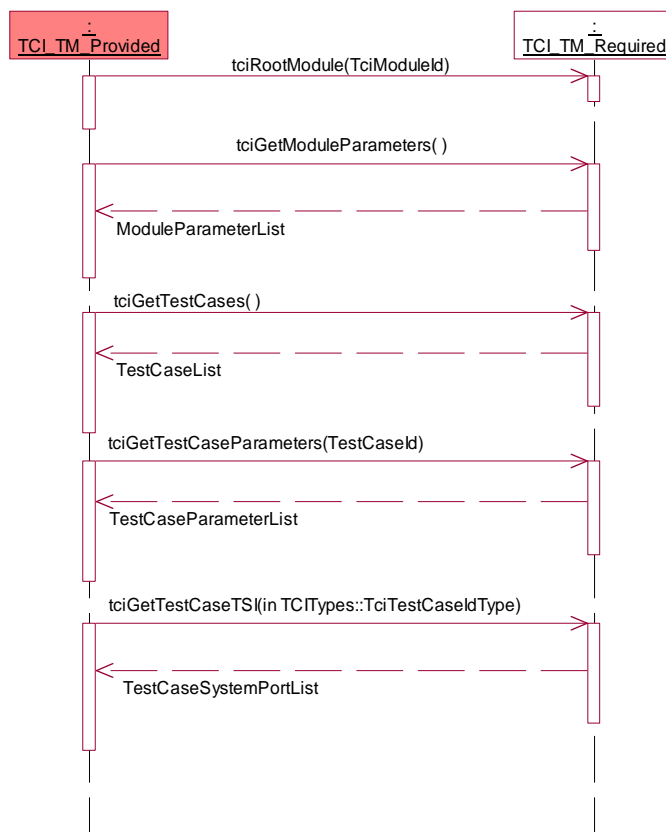 :
TCI_TM_Provided
:
TCI_TM_Required
tciRootModule(TciModuleId)
tciGetModuleParameters( )
ModuleParameterList
tciGetTestCases( )
TestCaseList
tciGetTestCaseParameters(TestCaseId)
TestCaseParameterList
tciGetTestCaseTSI(in TCITypes::TciTestCaseIdType)
TestCaseSystemPortList